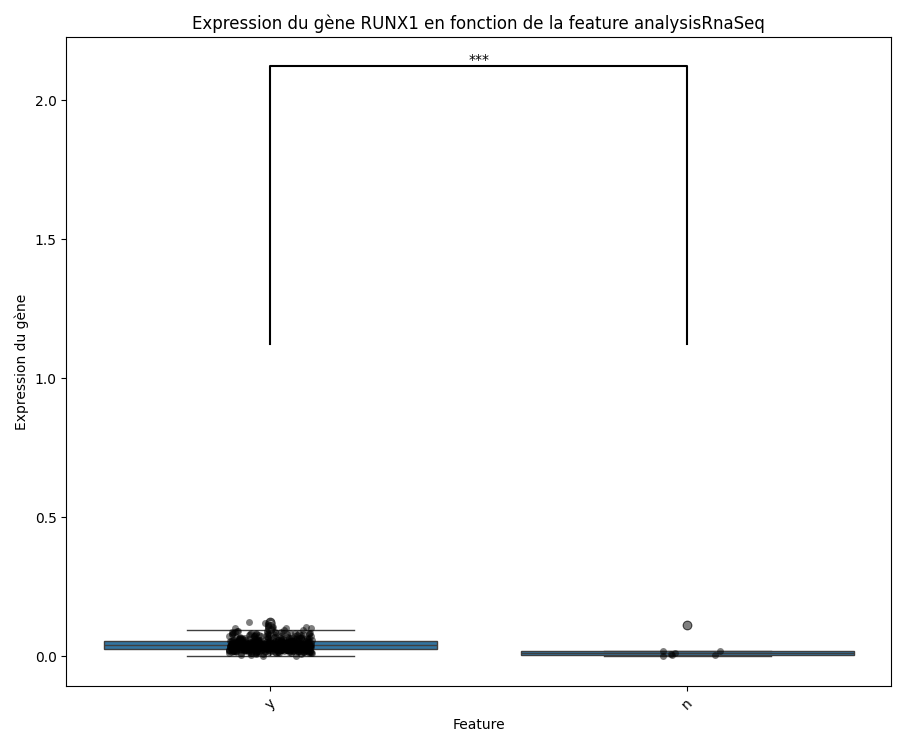 Expression du gène RUNX1 en fonction de la feature analysisRnaSeq
***
2.0
1.5
1.0
0.5
0.0
Expression du gène
y
n
Feature